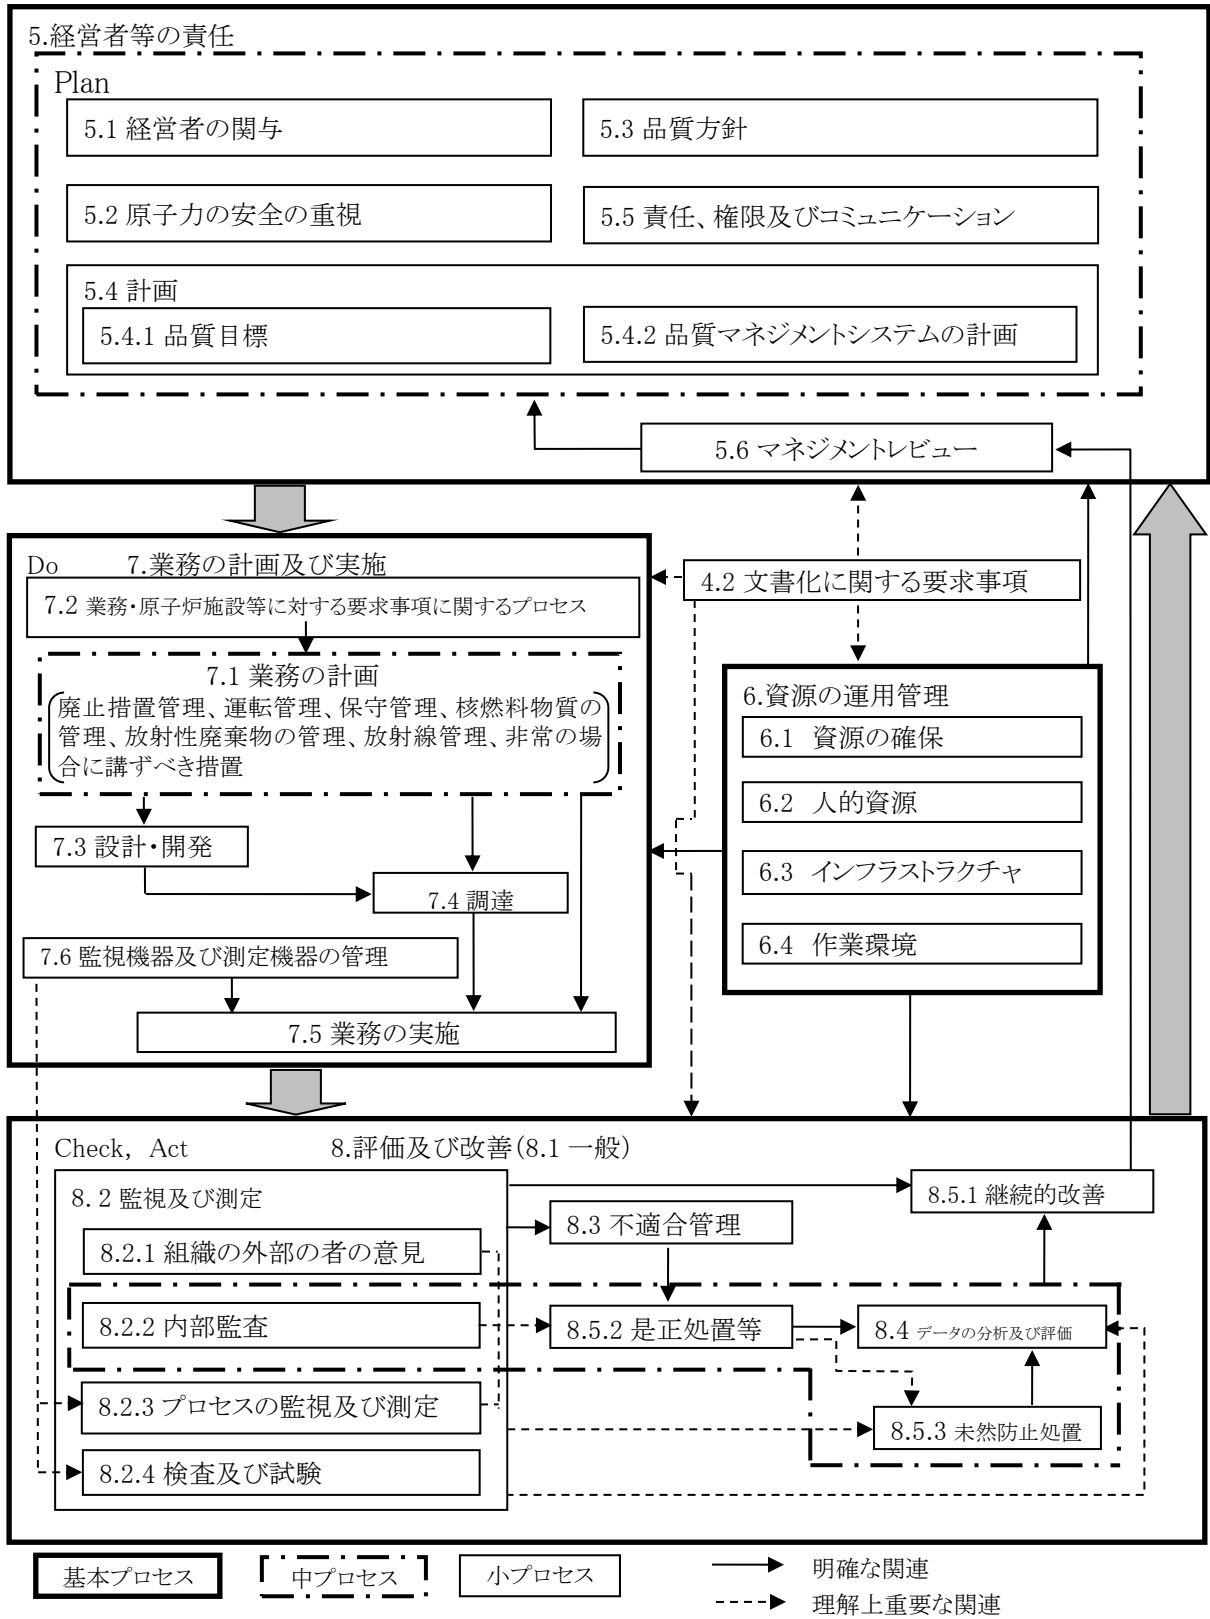 5.経営者等の責任
Plan
5.1 経営者の関与
5.3 品質方針
5.2 原子力の安全の重視
5.5 責任、権限及びコミュニケーション
5.4 計画
5.4.1 品質目標
5.4.2 品質マネジメントシステムの計画
5.6 マネジメントレビュー
Do 7.業務の計画及び実施
7.2 業務・原子炉施設等に対する要求事項に関するプロセス
7.1 業務の計画
廃止措置管理、運転管理、保守管理、核燃料物質の
管理、放射性廃棄物の管理、放射線管理、非常の場
合に講ずべき措置
7.3 設計・開発
7.4 調達
7.6 監視機器及び測定機器の管理
7.5 業務の実施
4.2 文書化に関する要求事項
6.資源の運用管理
6.1 資源の確保
6.2 人的資源
6.3 インフラストラクチャ
6.4 作業環境
Check, Act 8.評価及び改善(8.1 一般)
8. 2 監視及び測定
8.5.1 継続的改善
8.3 不適合管理
8.2.1 組織の外部の者の意見
8.2.2 内部監査
8.5.2 是正処置等
8.4 データの分析及び評価
8.2.3 プロセスの監視及び測定
8.5.3 未然防止処置
8.2.4 検査及び試験
基本プロセス
中プロセス
小プロセス
明確な関連
理解上重要な関連